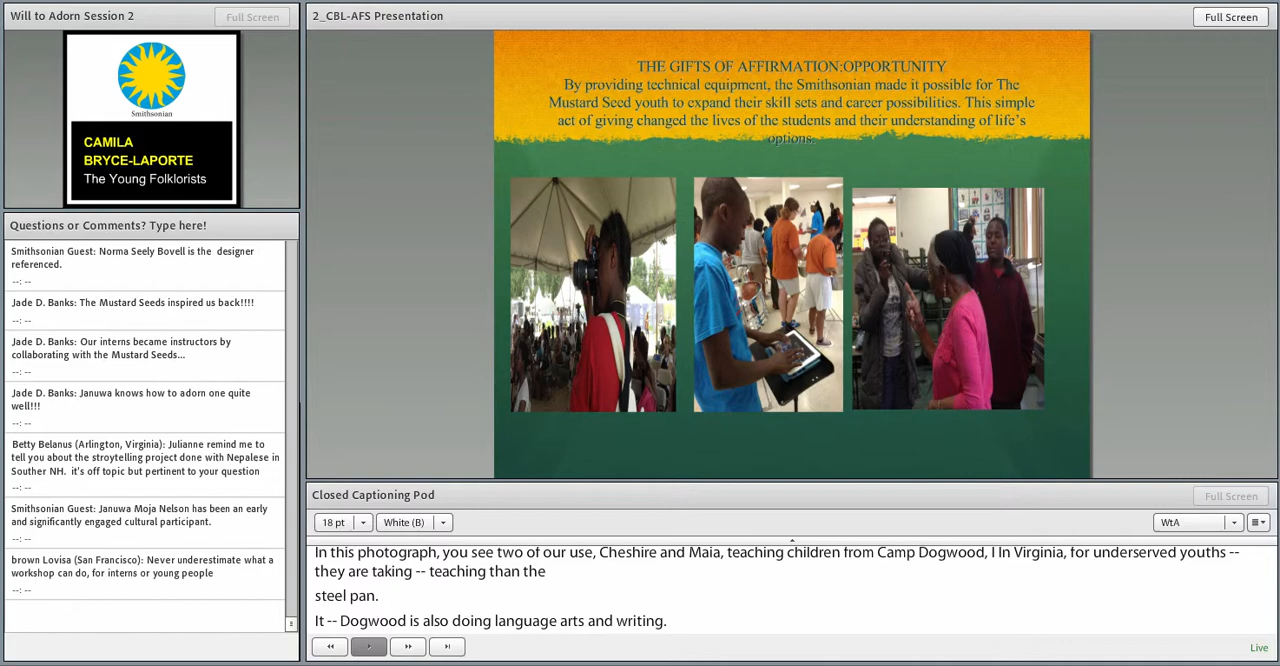 Will to Adorn Session 2
Full Screen
Smithsonian
CAMILA
BRYCE-LAPORTE
The Young Folklorists
Questions or Comments? Type here!
Smithsonian Guest: Norma Seely Bovell is the designer
referenced.
--: --
Jade D. Banks: The Mustard Seeds inspired us back!!!!
--: --
Jade D. Banks: Our interns became instructors by
collaborating with the Mustard Seeds...
--: --
Jade D. Banks: Januwa knows how to adorn one quite
well!!!
--: --
Betty Belanus (Arlington, Virginia): Julianne remind me to
tell you about the stroytelling project done with Nepalese in
Souther NH. it's off topic but pertinent to your question
--: --
Smithsonian Guest: Januwa Moja Nelson has been an early
and significantly engaged cultural participant.
--: --
brown Lovisa (San Francisco): Never underestimate what a
workshop can do, for interns or young people
--: --
2_CBL-AFS Presentation
Full Screen
THE GIFTS OF AFFIRMATION:OPPORTUNITY
By providing technical equipment, the Smithsonian made it possible for The
Mustard Seed youth to expand their skill sets and career possibilities. This simple
act of giving changed the lives of the students and their understanding of life's
options.
Closed Captioning Pod
Full Screen
18 pt
White (B)
WtA
In this photograph, you see two of our use, Cheshire and Maia, teaching children from Camp Dogwood, I In Virginia, for underserved youths --
they are taking -- teaching than the
steel pan.
It -- Dogwood is also doing language arts and writing.
Live